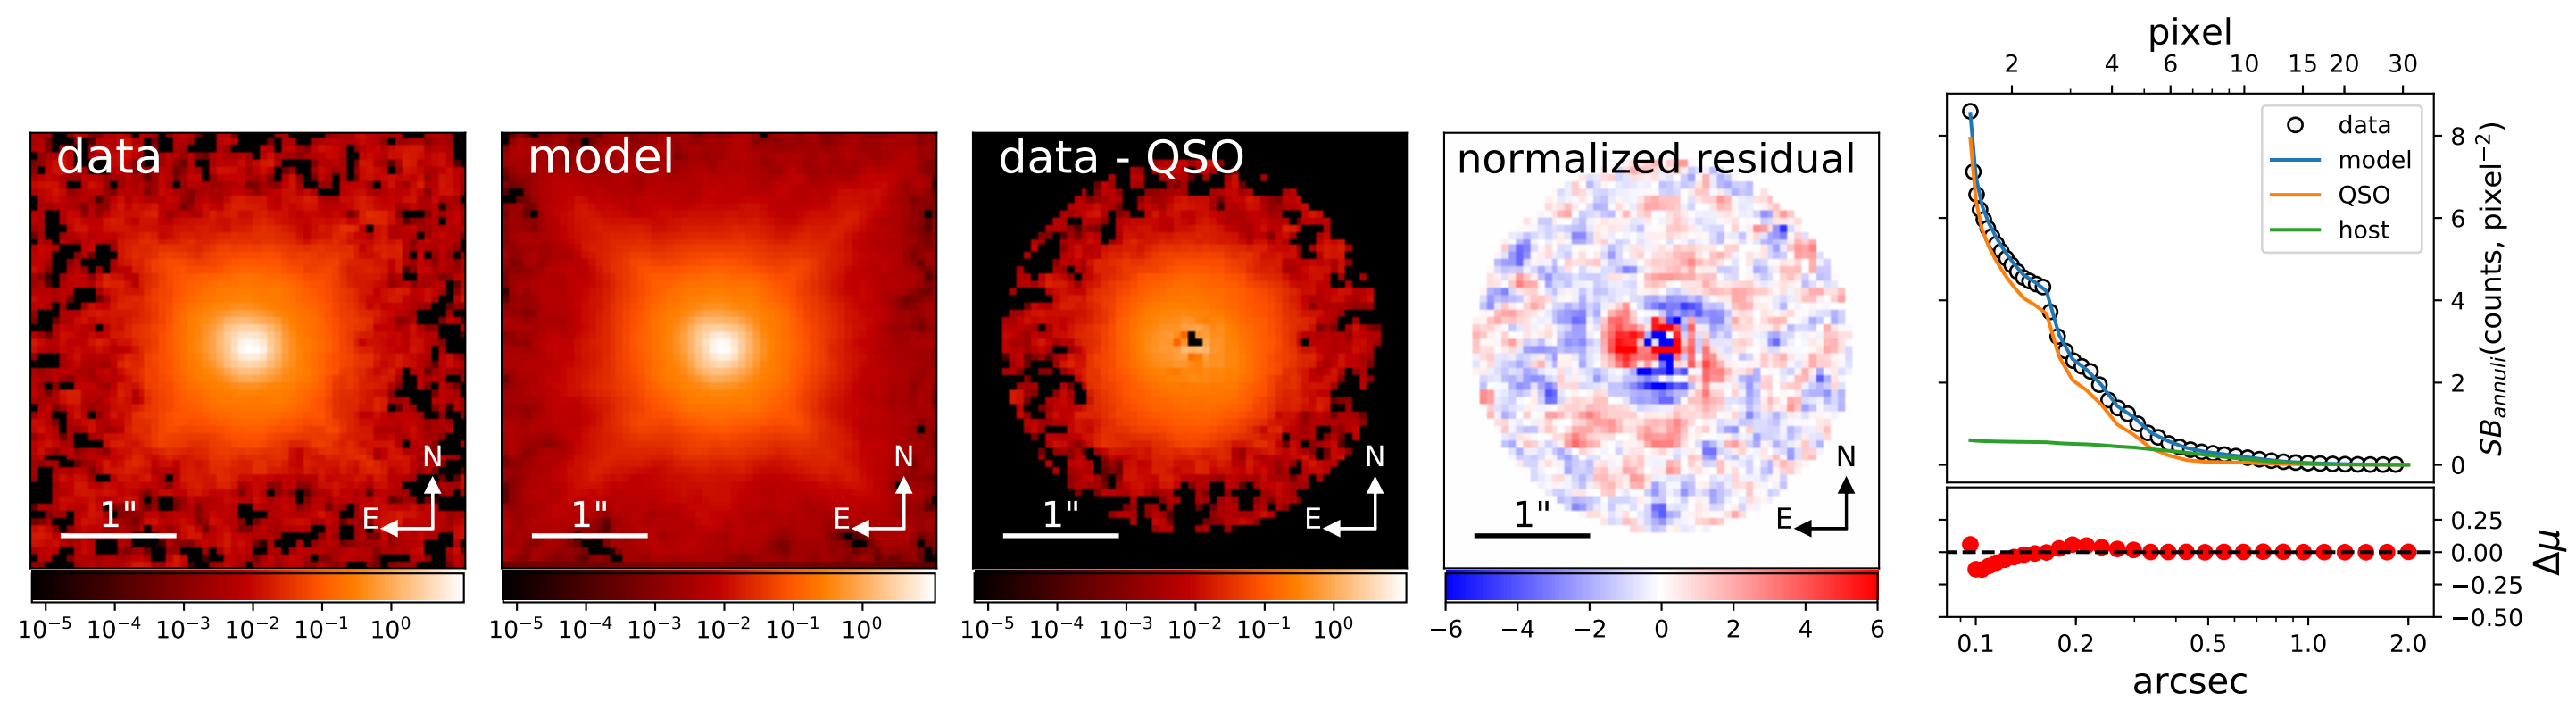 data
N
E
1"
10⁻⁵ 10⁻⁴ 10⁻³ 10⁻² 10⁻¹ 10⁰
model
N
E
1"
10⁻⁵ 10⁻⁴ 10⁻³ 10⁻² 10⁻¹ 10⁰
data - QSO
N
E
1"
10⁻⁵ 10⁻⁴ 10⁻³ 10⁻² 10⁻¹ 10⁰
normalized residual
N
E
1"
−6 −4 −2 0 2 4 6
pixel
2 4 6 10 15 20 30
data
model
QSO
host
8
6
4
2
0
SB_annuli(counts, pixel⁻²)
0.25
0.00
−0.25
−0.50
Δμ
0.1 0.2 0.5 1.0 2.0
arcsec